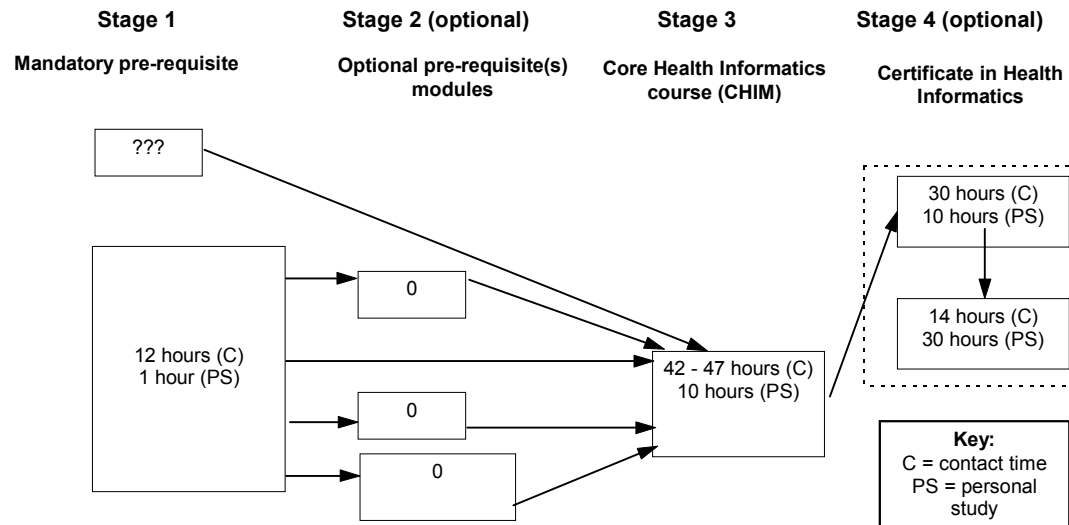 Stage 1
Stage 2 (optional)
Stage 3
Stage 4 (optional)
Mandatory pre-requisite
Optional pre-requisite(s)
modules
Core Health Informatics
course (CHIM)
Certificate in Health
Informatics
???
30 hours (C)
10 hours (PS)
0
14 hours (C)
30 hours (PS)
12 hours (C)
1 hour (PS)
42 - 47 hours (C)
10 hours (PS)
0
0
Key:
C = contact time
PS = personal
study